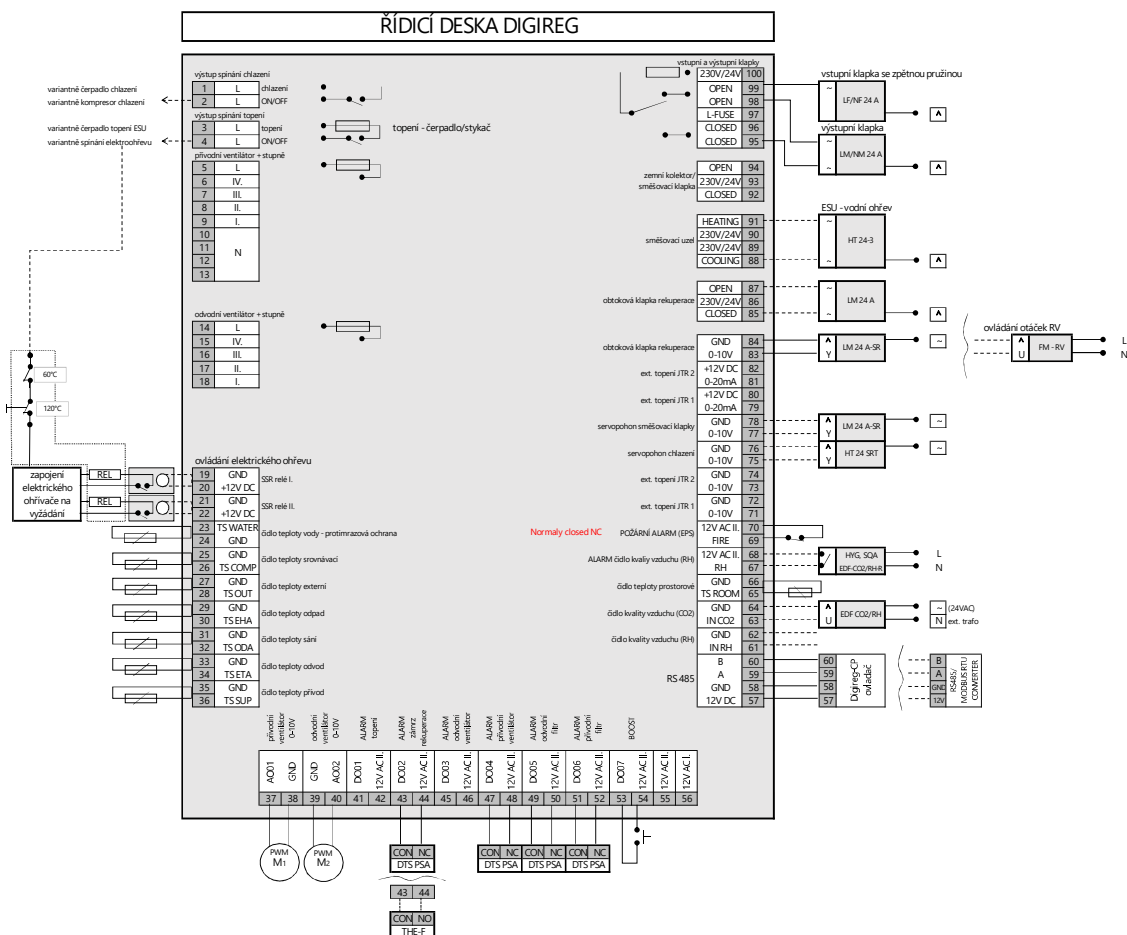 ŘÍDICÍ DESKA DIGIREG
výstup spínání chlazení
1 L chlazení
2 L ON/OFF
variantně čerpadlo chlazení
variantně kompresor chlazení
výstup spínání topení
3 L topení
4 L ON/OFF
topení - čerpadlo/stykač
variantně čerpadlo topení ESU
variantně spínání elektroohřevu
přívodní ventilátor + stupně
5 L
6 IV.
7 III.
8 II.
9 I.
10
11
12
13
N
odvodní ventilátor + stupně
14 L
15 IV.
16 III.
17 II.
18 I.
60°C
120°C
zapojení
elektrického
ohřívače na
vyžádání
REL
REL
ovládání elektrického ohřevu
19 GND
20 +12V DC
SSR relé I.
21 GND
22 +12V DC
SSR relé II.
23 TS WATER
24 GND
čidlo teploty vody - protimrazová ochrana
25 GND
26 TS COMP
čidlo teploty srovnávací
27 GND
28 TS OUT
čidlo teploty externí
29 GND
30 TS EHA
čidlo teploty odpad
31 GND
32 TS ODA
čidlo teploty sání
33 GND
34 TS ETA
čidlo teploty odvod
35 GND
36 TS SUP
čidlo teploty přívod
vstupní a výstupní klapky
230V/24V 100
OPEN 99
OPEN 98
L-FUSE 97
CLOSED 96
CLOSED 95
vstupní klapka se zpětnou pružinou
~ LF/NF 24 A
výstupní klapka
~ LM/NM 24 A
~
zemní kolektor/
směšovací klapka
OPEN 94
230V/24V 93
CLOSED 92
ESU - vodní ohřev
směšovací uzel
HEATING 91
230V/24V 90
230V/24V 89
COOLING 88
~ HT 24-3
~
obtoková klapka rekuperace
OPEN 87
230V/24V 86
CLOSED 85
~ LM 24 A
~
obtoková klapka rekuperace
GND 84
0-10V 83
Y LM 24 A-SR ~
ovládání otáček RV
U FM - RV
L
N
ext. topení JTR 2
+12V DC 82
0-20mA 81
ext. topení JTR 1
+12V DC 80
0-20mA 79
servopohon směšovací klapky
GND 78
0-10V 77
Y LM 24 A-SR ~
servopohon chlazení
GND 76
0-10V 75
Y HT 24 SRT ~
ext. topení JTR 2
GND 74
0-10V 73
ext. topení JTR 1
GND 72
0-10V 71
Normaly closed NC
POŽÁRNÍ ALARM (EPS)
12V AC II. 70
FIRE 69
ALARM čidlo kvaliy vzduchu (RH)
12V AC II. 68
RH 67
HYG, SQA
EDF-CO2/RH-R
L
N
čidlo teploty prostorové
GND 66
TS ROOM 65
čidlo kvality vzduchu (CO2)
GND 64
IN CO2 63
U EDF CO2/RH
~ (24VAC)
N ext. trafo
čidlo kvality vzduchu (RH)
GND 62
IN RH 61
RS 485
B 60
A 59
GND 58
12V DC 57
60
59
58
57
Digireg-CP
ovladač
B
A
GND
12V
RS485/
MODBUS RTU
CONVERTER
přívodní
ventilátor
0-10V
odvodní
ventilátor
0-10V
ALARM
topení
ALARM
zámrz
rekuperace
ALARM
odvodní
ventilátor
ALARM
přívodní
ventilátor
ALARM
odvodní
filtr
ALARM
přívodní
filtr
BOOST
AO01 GND GND AO02 DO01 12V AC II. DO02 12V AC II. DO03 12V AC II. DO04 12V AC II. DO05 12V AC II. DO06 12V AC II. DO07 12V AC II. 12V AC II. 12V AC I.
37 38 39 40 41 42 43 44 45 46 47 48 49 50 51 52 53 54 55 56
PWM
M1
PWM
M2
CON NC
DTS PSA
CON NC CON NC CON NC
DTS PSA DTS PSA DTS PSA
43 44
CON NO
THE-F